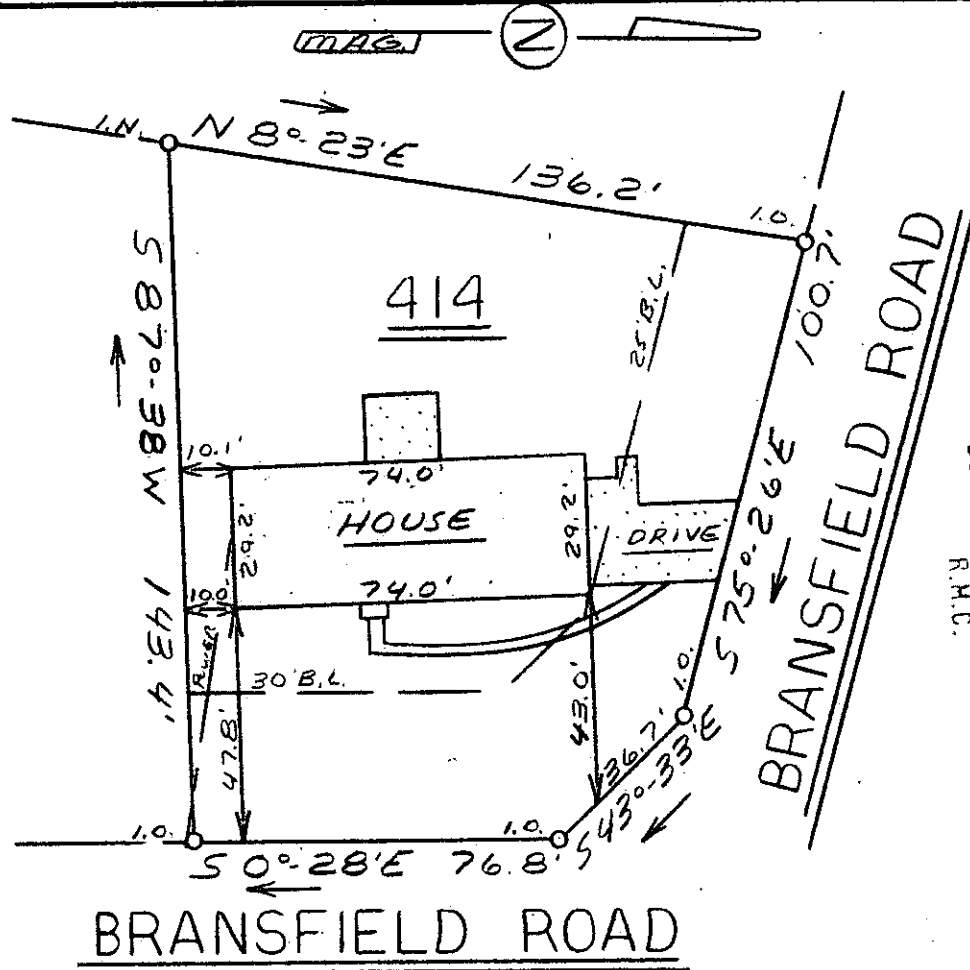 MAG.
N
I.N.
N 8°-23'E
136.2'
I.O.
100.7'
S 87°-38'W
143.4'
414
25' B.L.
S 75°-26'E
BRANSFIELD ROAD
R.M.C.
10.1'
74.0'
29.2'
HOUSE
29.2'
DRIVE
10.0'
74.0'
30' B.L.
47.8'
43.0'
I.O.
36.7'
S 43°-33'E
I.O.
I.O.
S 0°-28'E 76.8'
BRANSFIELD ROAD